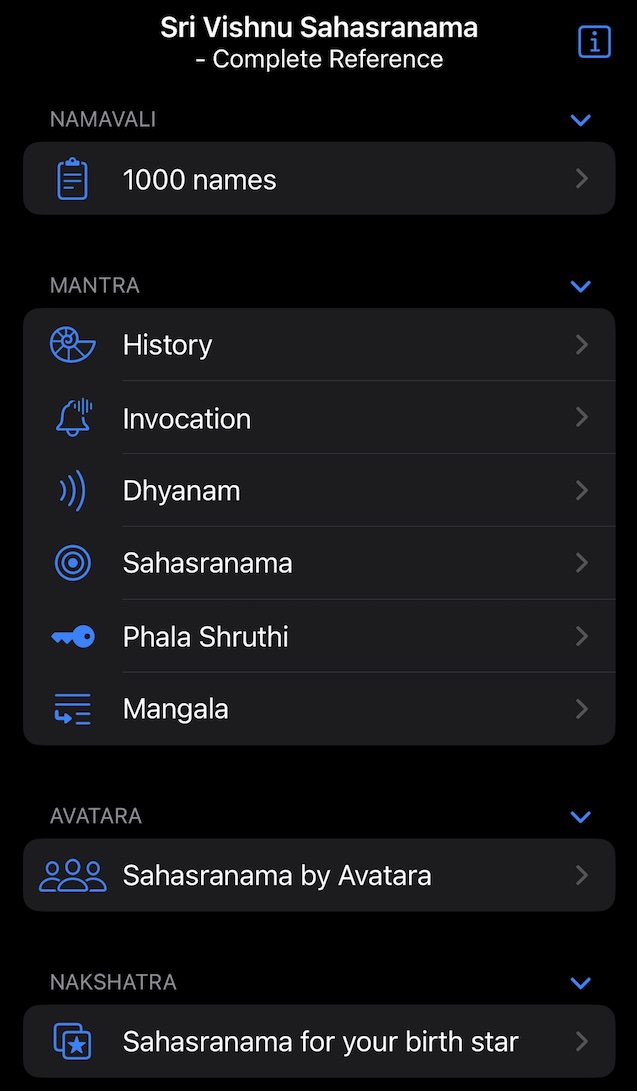 Sri Vishnu Sahasranama
- Complete Reference
NAMAVALI
1000 names
MANTRA
History
Invocation
Dhyanam
Sahasranama
Phala Shruthi
Mangala
AVATARA
Sahasranama by Avatara
NAKSHATRA
Sahasranama for your birth star